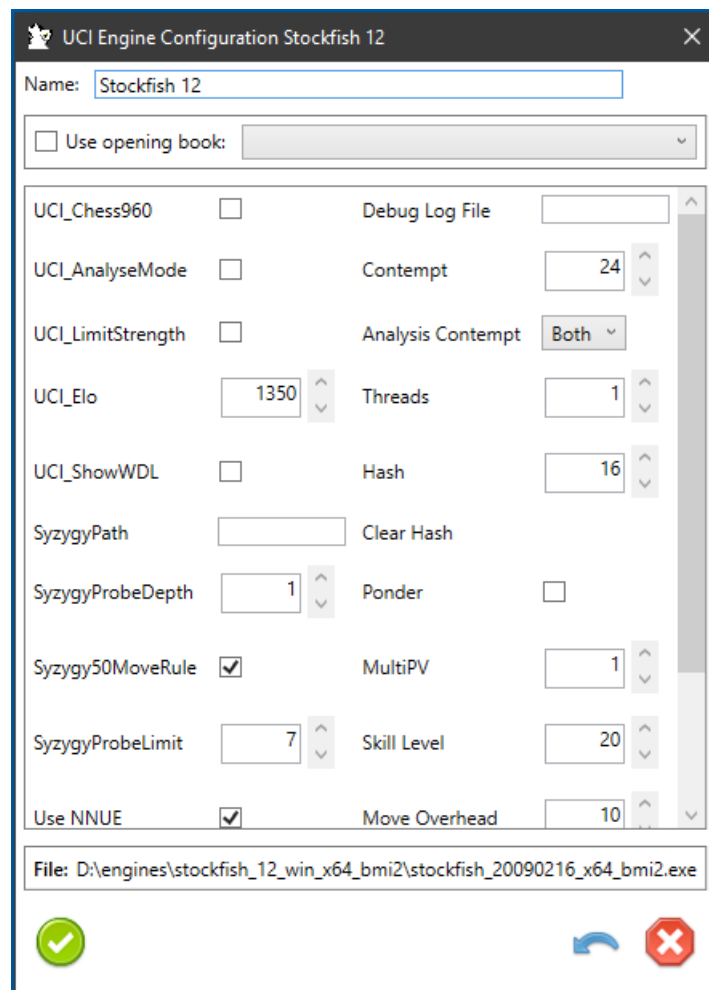 UCI Engine Configuration Stockfish 12
Name: Stockfish 12
Use opening book:
UCI_Chess960 Debug Log File
UCI_AnalyseMode Contempt 24
UCI_LimitStrength Analysis Contempt Both
UCI_Elo 1350 Threads 1
UCI_ShowWDL Hash 16
SyzygyPath Clear Hash
SyzygyProbeDepth 1 Ponder
Syzygy50MoveRule MultiPV 1
SyzygyProbeLimit 7 Skill Level 20
Use NNUE Move Overhead 10
File: D:\engines\stockfish_12_win_x64_bmi2\stockfish_20090216_x64_bmi2.exe